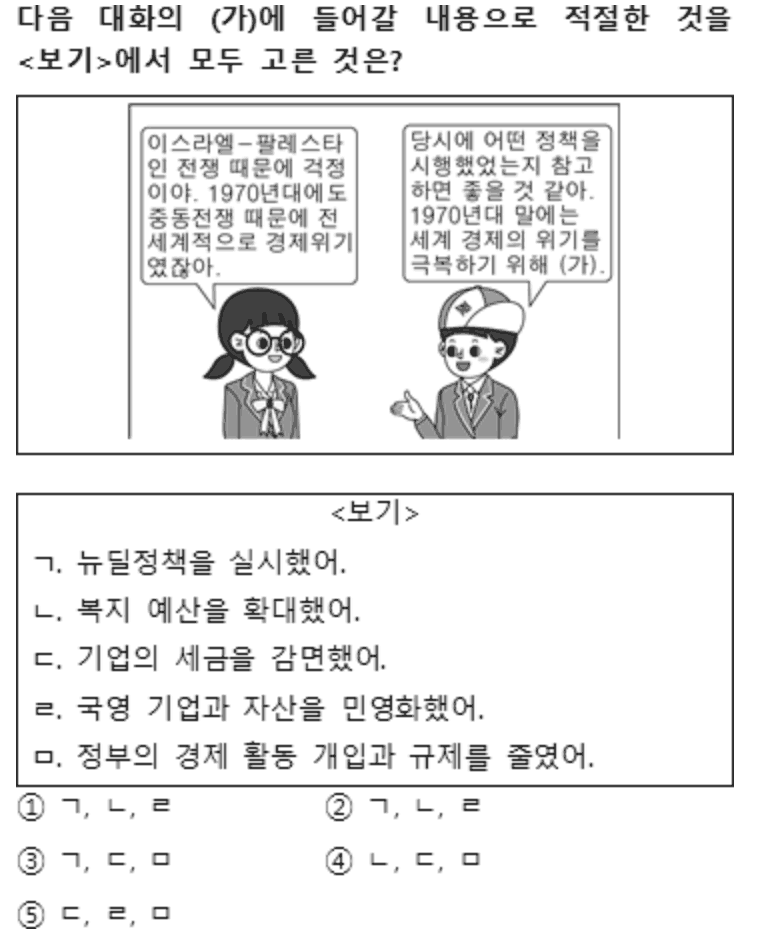 다음 대화의 (가)에 들어갈 내용으로 적절한 것을
<보기>에서 모두 고른 것은?
이스라엘-팔레스타
인 전쟁 때문에 걱정
이야. 1970년대에도
중동전쟁 때문에 전
세계적으로 경제위기
였잖아.
당시에 어떤 정책을
시행했었는지 참고
하면 좋을 것 같아.
1970년대 말에는
세계 경제의 위기를
극복하기 위해 (가).
<보기>
ㄱ. 뉴딜정책을 실시했어.
ㄴ. 복지 예산을 확대했어.
ㄷ. 기업의 세금을 감면했어.
ㄹ. 국영 기업과 자산을 민영화했어.
ㅁ. 정부의 경제 활동 개입과 규제를 줄였어.
① ㄱ, ㄴ, ㄹ ② ㄱ, ㄴ, ㄹ
③ ㄱ, ㄷ, ㅁ ④ ㄴ, ㄷ, ㅁ
⑤ ㄷ, ㄹ, ㅁ